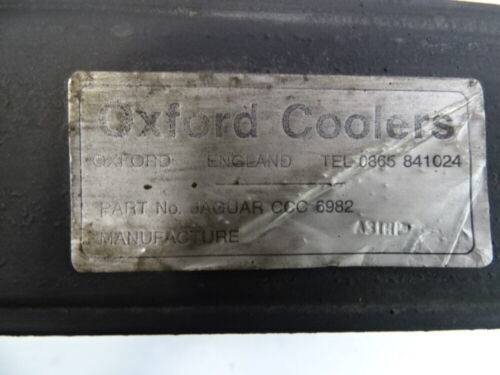 Oxford Coolers
OXFORD ENGLAND TEL 0865 841024
PART No. JAGUAR CCC 6982
MANUFACTURE